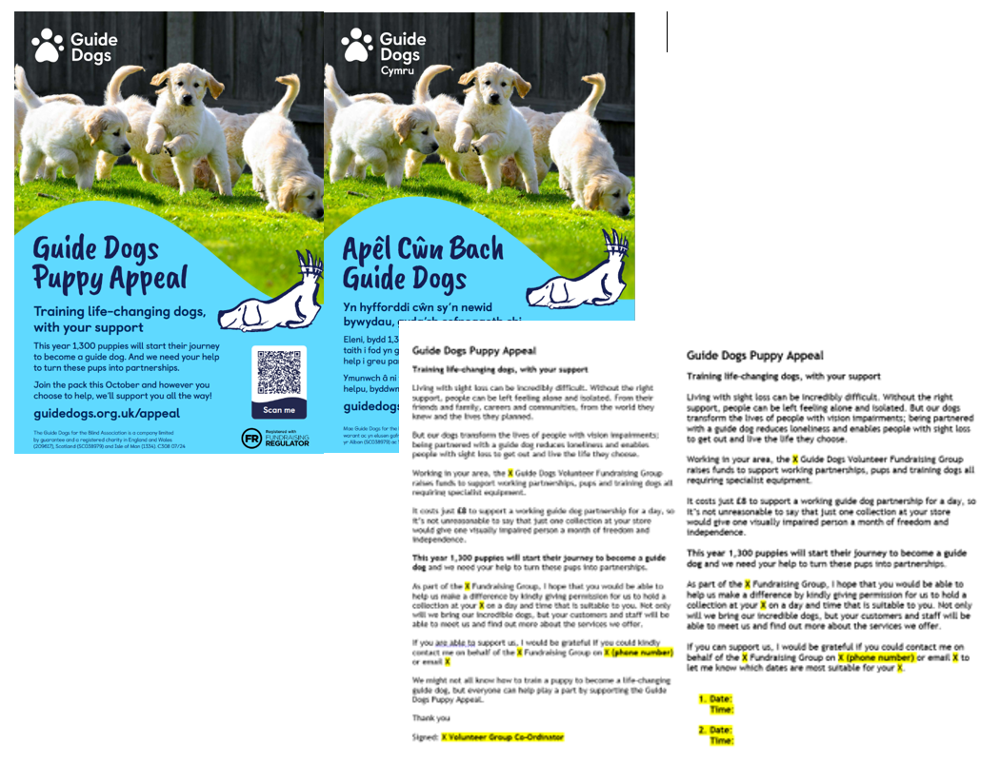 Guide
Dogs
Guide Dogs
Puppy Appeal
Training life-changing dogs,
with your support
This year 1,300 puppies will start their journey
to become a guide dog. And we need your help
to turn these pups into partnerships.
Join the pack this October and however you
choose to help, we'll support you all the way!
guidedogs.org.uk/appeal
Scan me
The Guide Dogs for the Blind Association is a company limited
by guarantee and a registered charity in England and Wales
(209617), Scotland (SC038979) and Isle of Man (1334). C308 07/24
FR
Registered with
FUNDRAISING
REGULATOR
Guide
Dogs
Cymru
Apêl Cŵn Bach
Guide Dogs
Yn hyfforddi cŵn sy'n newid
bywydau,
Eleni, bydd 1,3
taith i fod yn g
help i greu pa
Ymunwch â ni
helpu, byddwn
guidedogs
Guide Dogs Puppy Appeal
Training life-changing dogs, with your support
Living with sight loss can be incredibly difficult. Without the right
support, people can be left feeling alone and isolated. From their
friends and family, careers and communities, from the world they
knew and the lives they planned.
But our dogs transform the lives of people with vision impairments;
being partnered with a guide dog reduces loneliness and enables
people with sight loss to get out and live the life they choose.
Working in your area, the X Guide Dogs Volunteer Fundraising Group
raises funds to support working partnerships, pups and training dogs all
requiring specialist equipment.
It costs just £8 to support a working guide dog partnership for a day, so
it's not unreasonable to say that just one collection at your store
would give one visually impaired person a month of freedom and
independence.
This year 1,300 puppies will start their journey to become a guide
dog and we need your help to turn these pups into partnerships.
As part of the X Fundraising Group, I hope that you would be able to
help us make a difference by kindly giving permission for us to hold a
collection at your X on a day and time that is suitable to you. Not only
will we bring our incredible dogs, but your customers and staff will be
able to meet us and find out more about the services we offer.
If you are able to support us, I would be grateful if you could kindly
contact me on behalf of the X Fundraising Group on X (phone number)
or email X
We might not all know how to train a puppy to become a life-changing
guide dog, but everyone can help play a part by supporting the Guide
Dogs Puppy Appeal.
Thank you
Signed: X Volunteer Group Co-Ordinator
Guide Dogs Puppy Appeal
Training life-changing dogs, with your support
Living with sight loss can be incredibly difficult. Without the right
support, people can be left feeling alone and isolated. But our dogs
transform the lives of people with vision impairments; being partnered
with a guide dog reduces loneliness and enables people with sight loss
to get out and live the life they choose.
Working in your area, the X Guide Dogs Volunteer Fundraising Group
raises funds to support working partnerships, pups and training dogs all
requiring specialist equipment.
It costs just £8 to support a working guide dog partnership for a day, so
it's not unreasonable to say that just one collection at your store
would give one visually impaired person a month of freedom and
independence.
This year 1,300 puppies will start their journey to become a guide
dog and we need your help to turn these pups into partnerships.
As part of the X Fundraising Group, I hope that you would be able to
help us make a difference by kindly giving permission for us to hold a
collection at your X on a day and time that is suitable to you. Not only
will we bring our incredible dogs, but your customers and staff will be
able to meet us and find out more about the services we offer.
If you can support us, I would be grateful if you could contact me on
behalf of the X Fundraising Group on X (phone number) or email X to
let me know which dates are most suitable for your X.
1. Date:
Time:
2. Date:
Time: